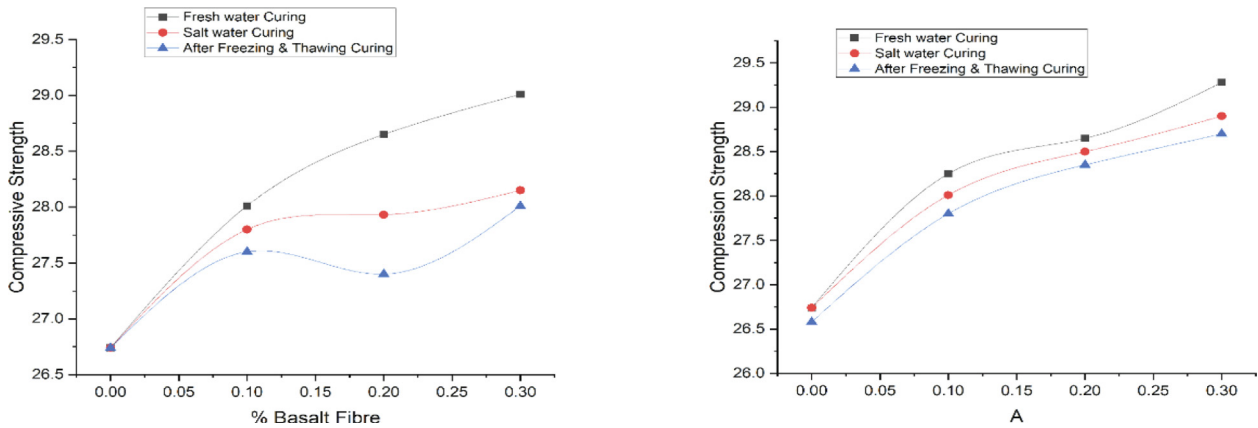 Fresh water Curing
Salt water Curing
After Freezing & Thawing Curing
29.5
29.0
28.5
28.0
27.5
27.0
26.5
Compressive Strength
0.00 0.05 0.10 0.15 0.20 0.25 0.30
% Basalt Fibre
Fresh water Curing
Salt water Curing
After Freezing & Thawing Curing
29.5
29.0
28.5
28.0
27.5
27.0
26.5
26.0
Compression Strength
0.00 0.05 0.10 0.15 0.20 0.25 0.30
A